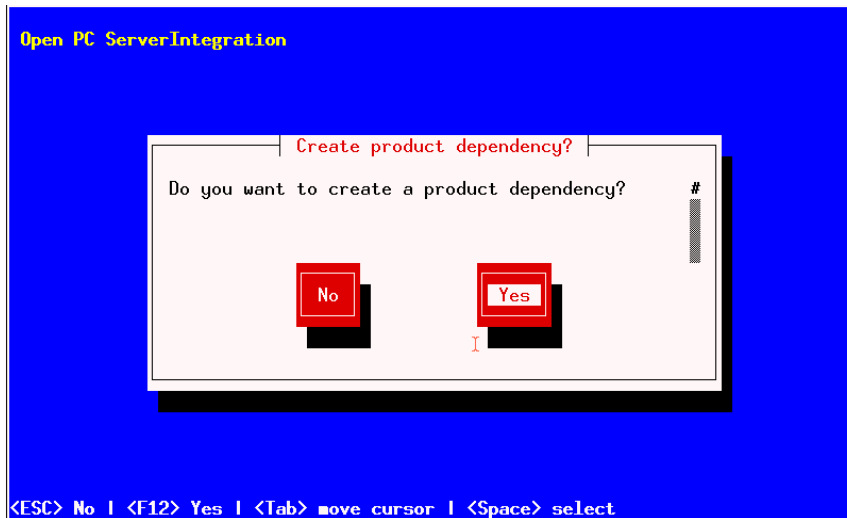 Open PC ServerIntegration
Create product dependency?
Do you want to create a product dependency? #
No Yes
<ESC> No | <F12> Yes | <Tab> move cursor | <Space> select